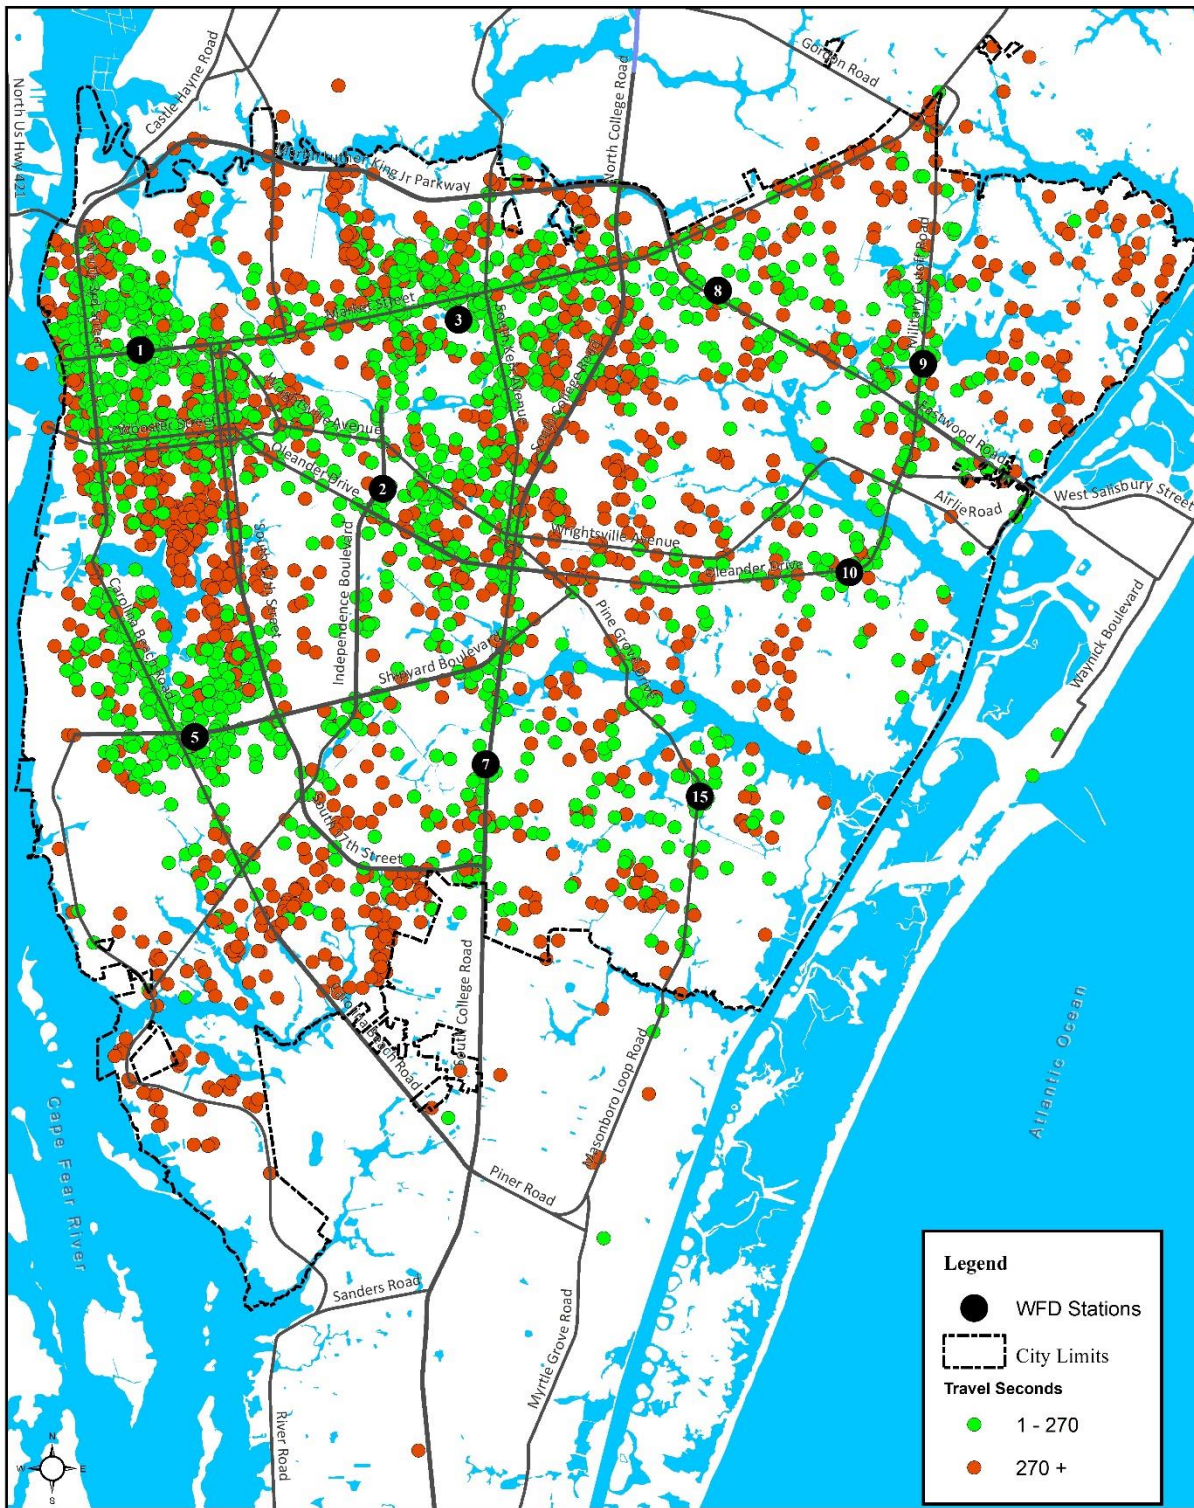 Gordon Road
Castle Hayne Road
North College Road
North Us Hwy 421
Martin Luther King Jr Parkway
Military Cutoff Road
8
Market Street
3
1
9
South Kerr Avenue
South College Road
Wrightsville Avenue
Eastwood Road
Wooster Street
Oleander Drive
2
Airlie Road
West Salisbury Street
Wrightsville Avenue
South 17th Street
Oleander Drive
10
Independence Boulevard
Carolina Beach Road
Pine Grove Drive
Waynick Boulevard
Shipyard Boulevard
5
7
15
South 17th Street
Carolina Beach Road
South College Road
Masonboro Loop Road
Atlantic Ocean
Cape Fear River
Piner Road
Sanders Road
Myrtle Grove Road
River Road
Legend
WFD Stations
City Limits
Travel Seconds
1 - 270
270 +
N
W E
S